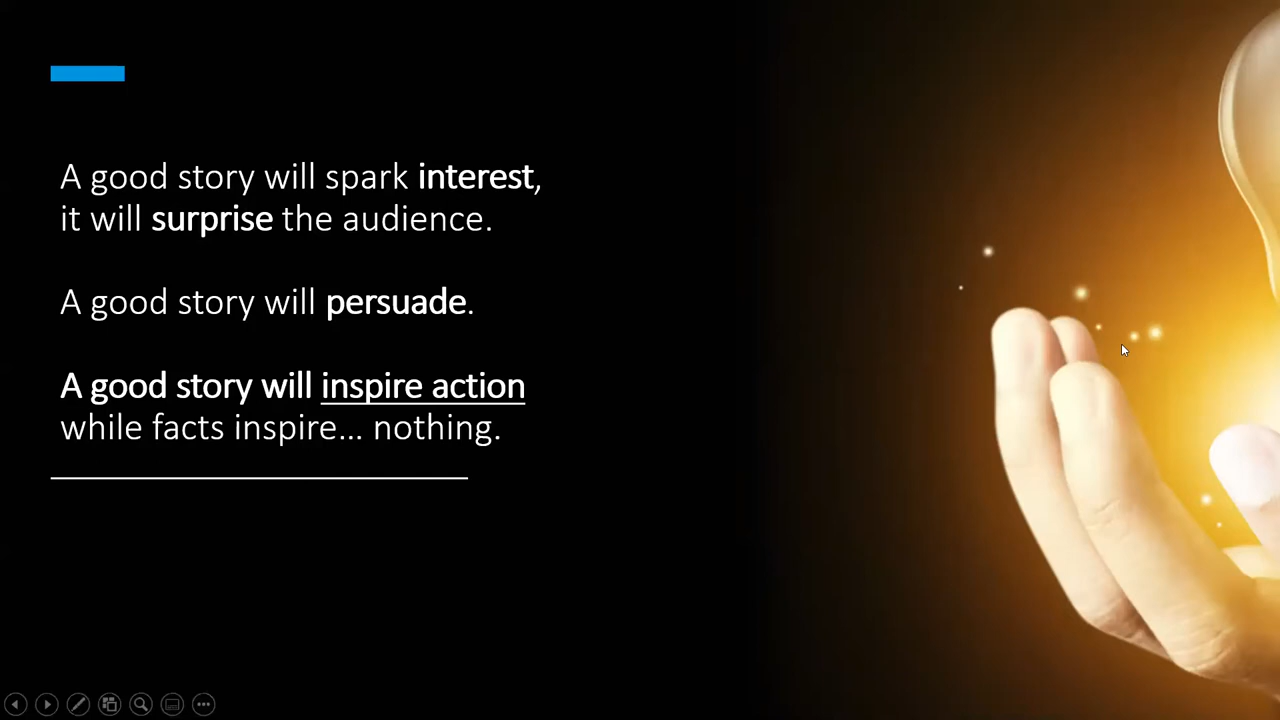 A good story will spark interest,
it will surprise the audience.
A good story will persuade.
A good story will inspire action
while facts inspire... nothing.